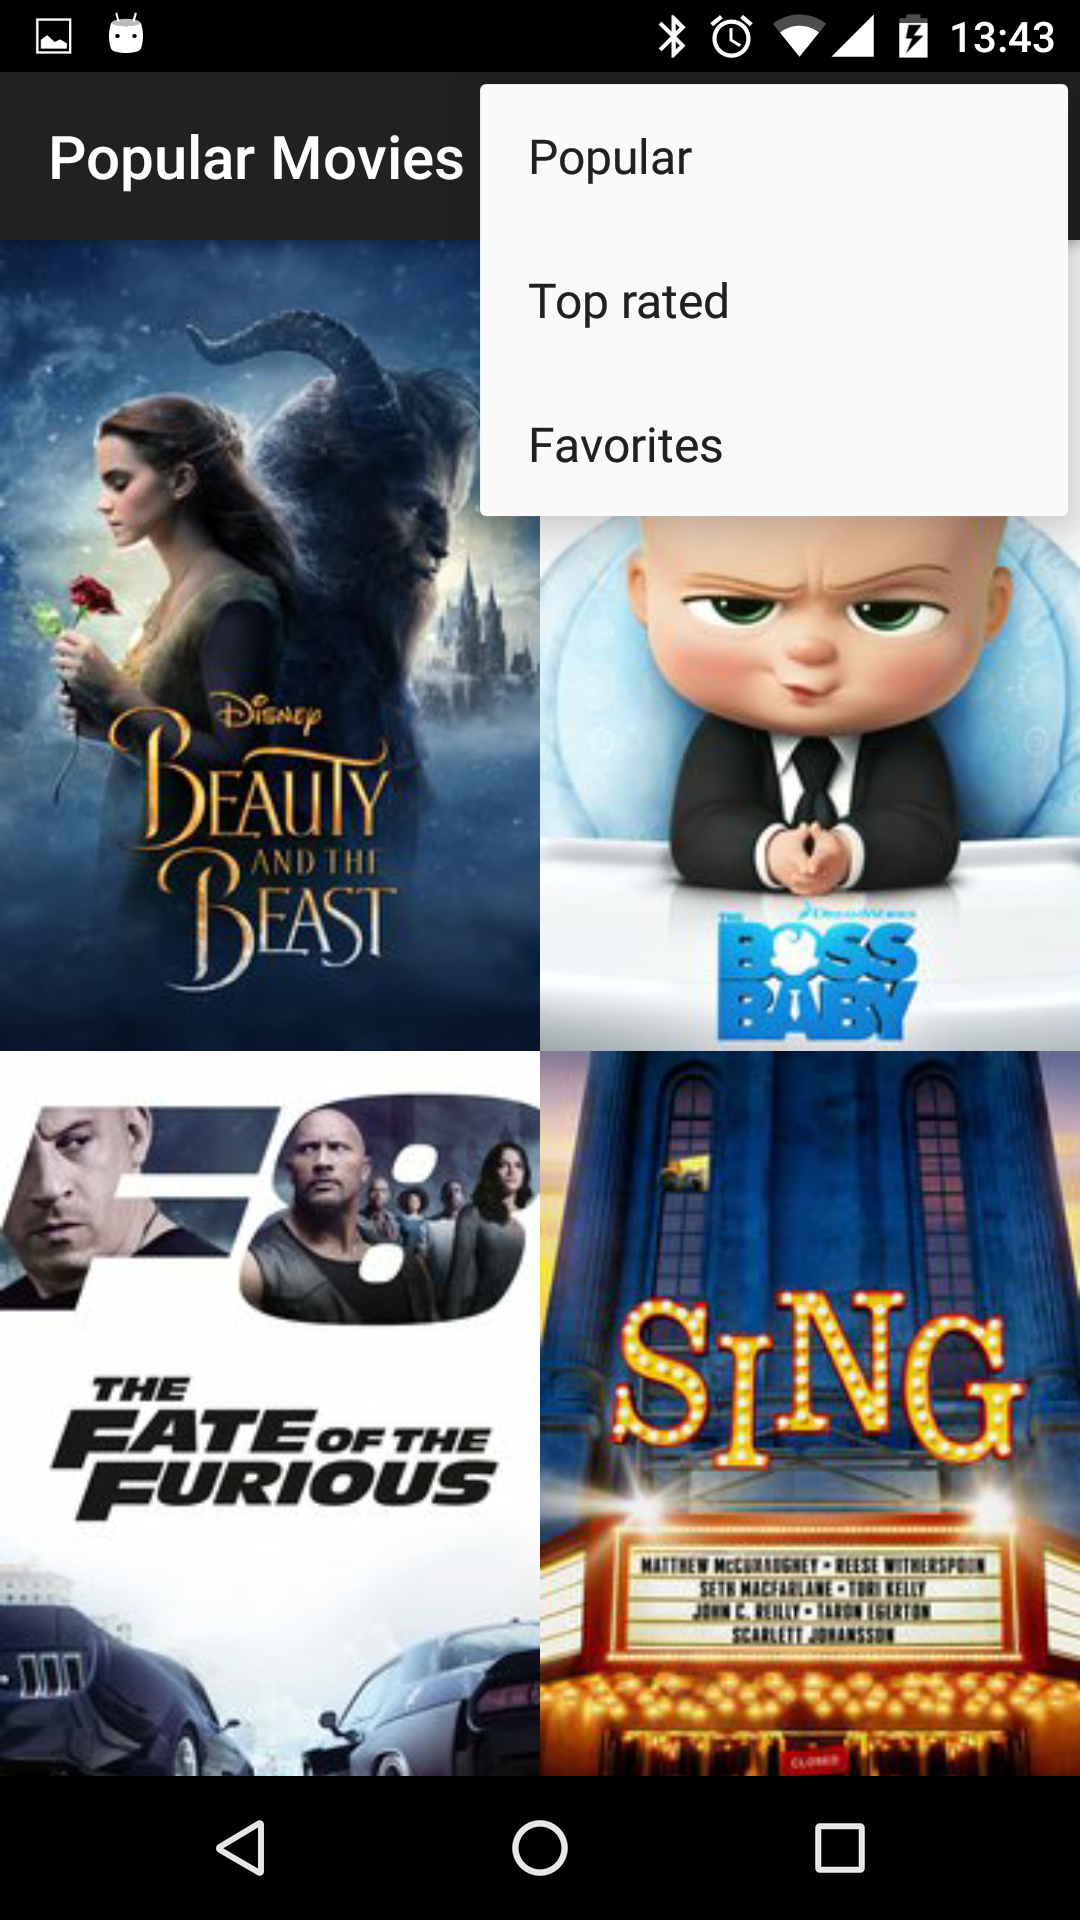 13:43
Popular Movies
Popular
Top rated
Favorites
Disney
BEAUTY
AND THE
BEAST
DREAMWORKS
THE
BOSS
BABY
F8
THE
FATE OF THE
FURIOUS
SING
MATTHEW McCONAUGHEY • REESE WITHERSPOON
SETH MACFARLANE • TORI KELLY
JOHN C. REILLY • TARON EGERTON
SCARLETT JOHANSSON
CLOSED